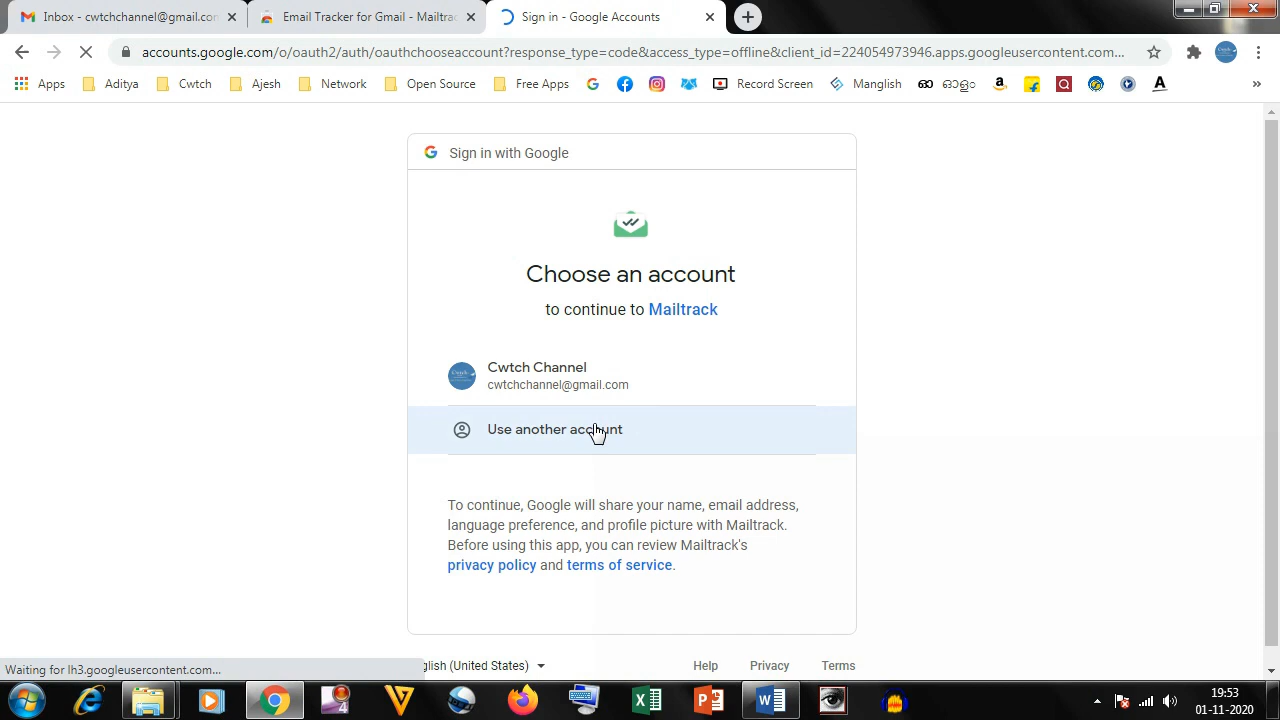 Inbox - cwtchchannel@gmail.con
Email Tracker for Gmail - Mailtrac
Sign in - Google Accounts
accounts.google.com/o/oauth2/auth/oauthchooseaccount?response_type=code&access_type=offline&client_id=224054973946.apps.googleusercontent.com...
Apps Aditya Cwtch Ajesh Network Open Source Free Apps Record Screen Manglish ഓളം »
Sign in with Google
Choose an account
to continue to Mailtrack
Cwtch Channel
cwtchchannel@gmail.com
Use another account
To continue, Google will share your name, email address,
language preference, and profile picture with Mailtrack.
Before using this app, you can review Mailtrack's
privacy policy and terms of service.
Waiting for lh3.googleusercontent.com...
glish (United States) Help Privacy Terms
19:53
01-11-2020